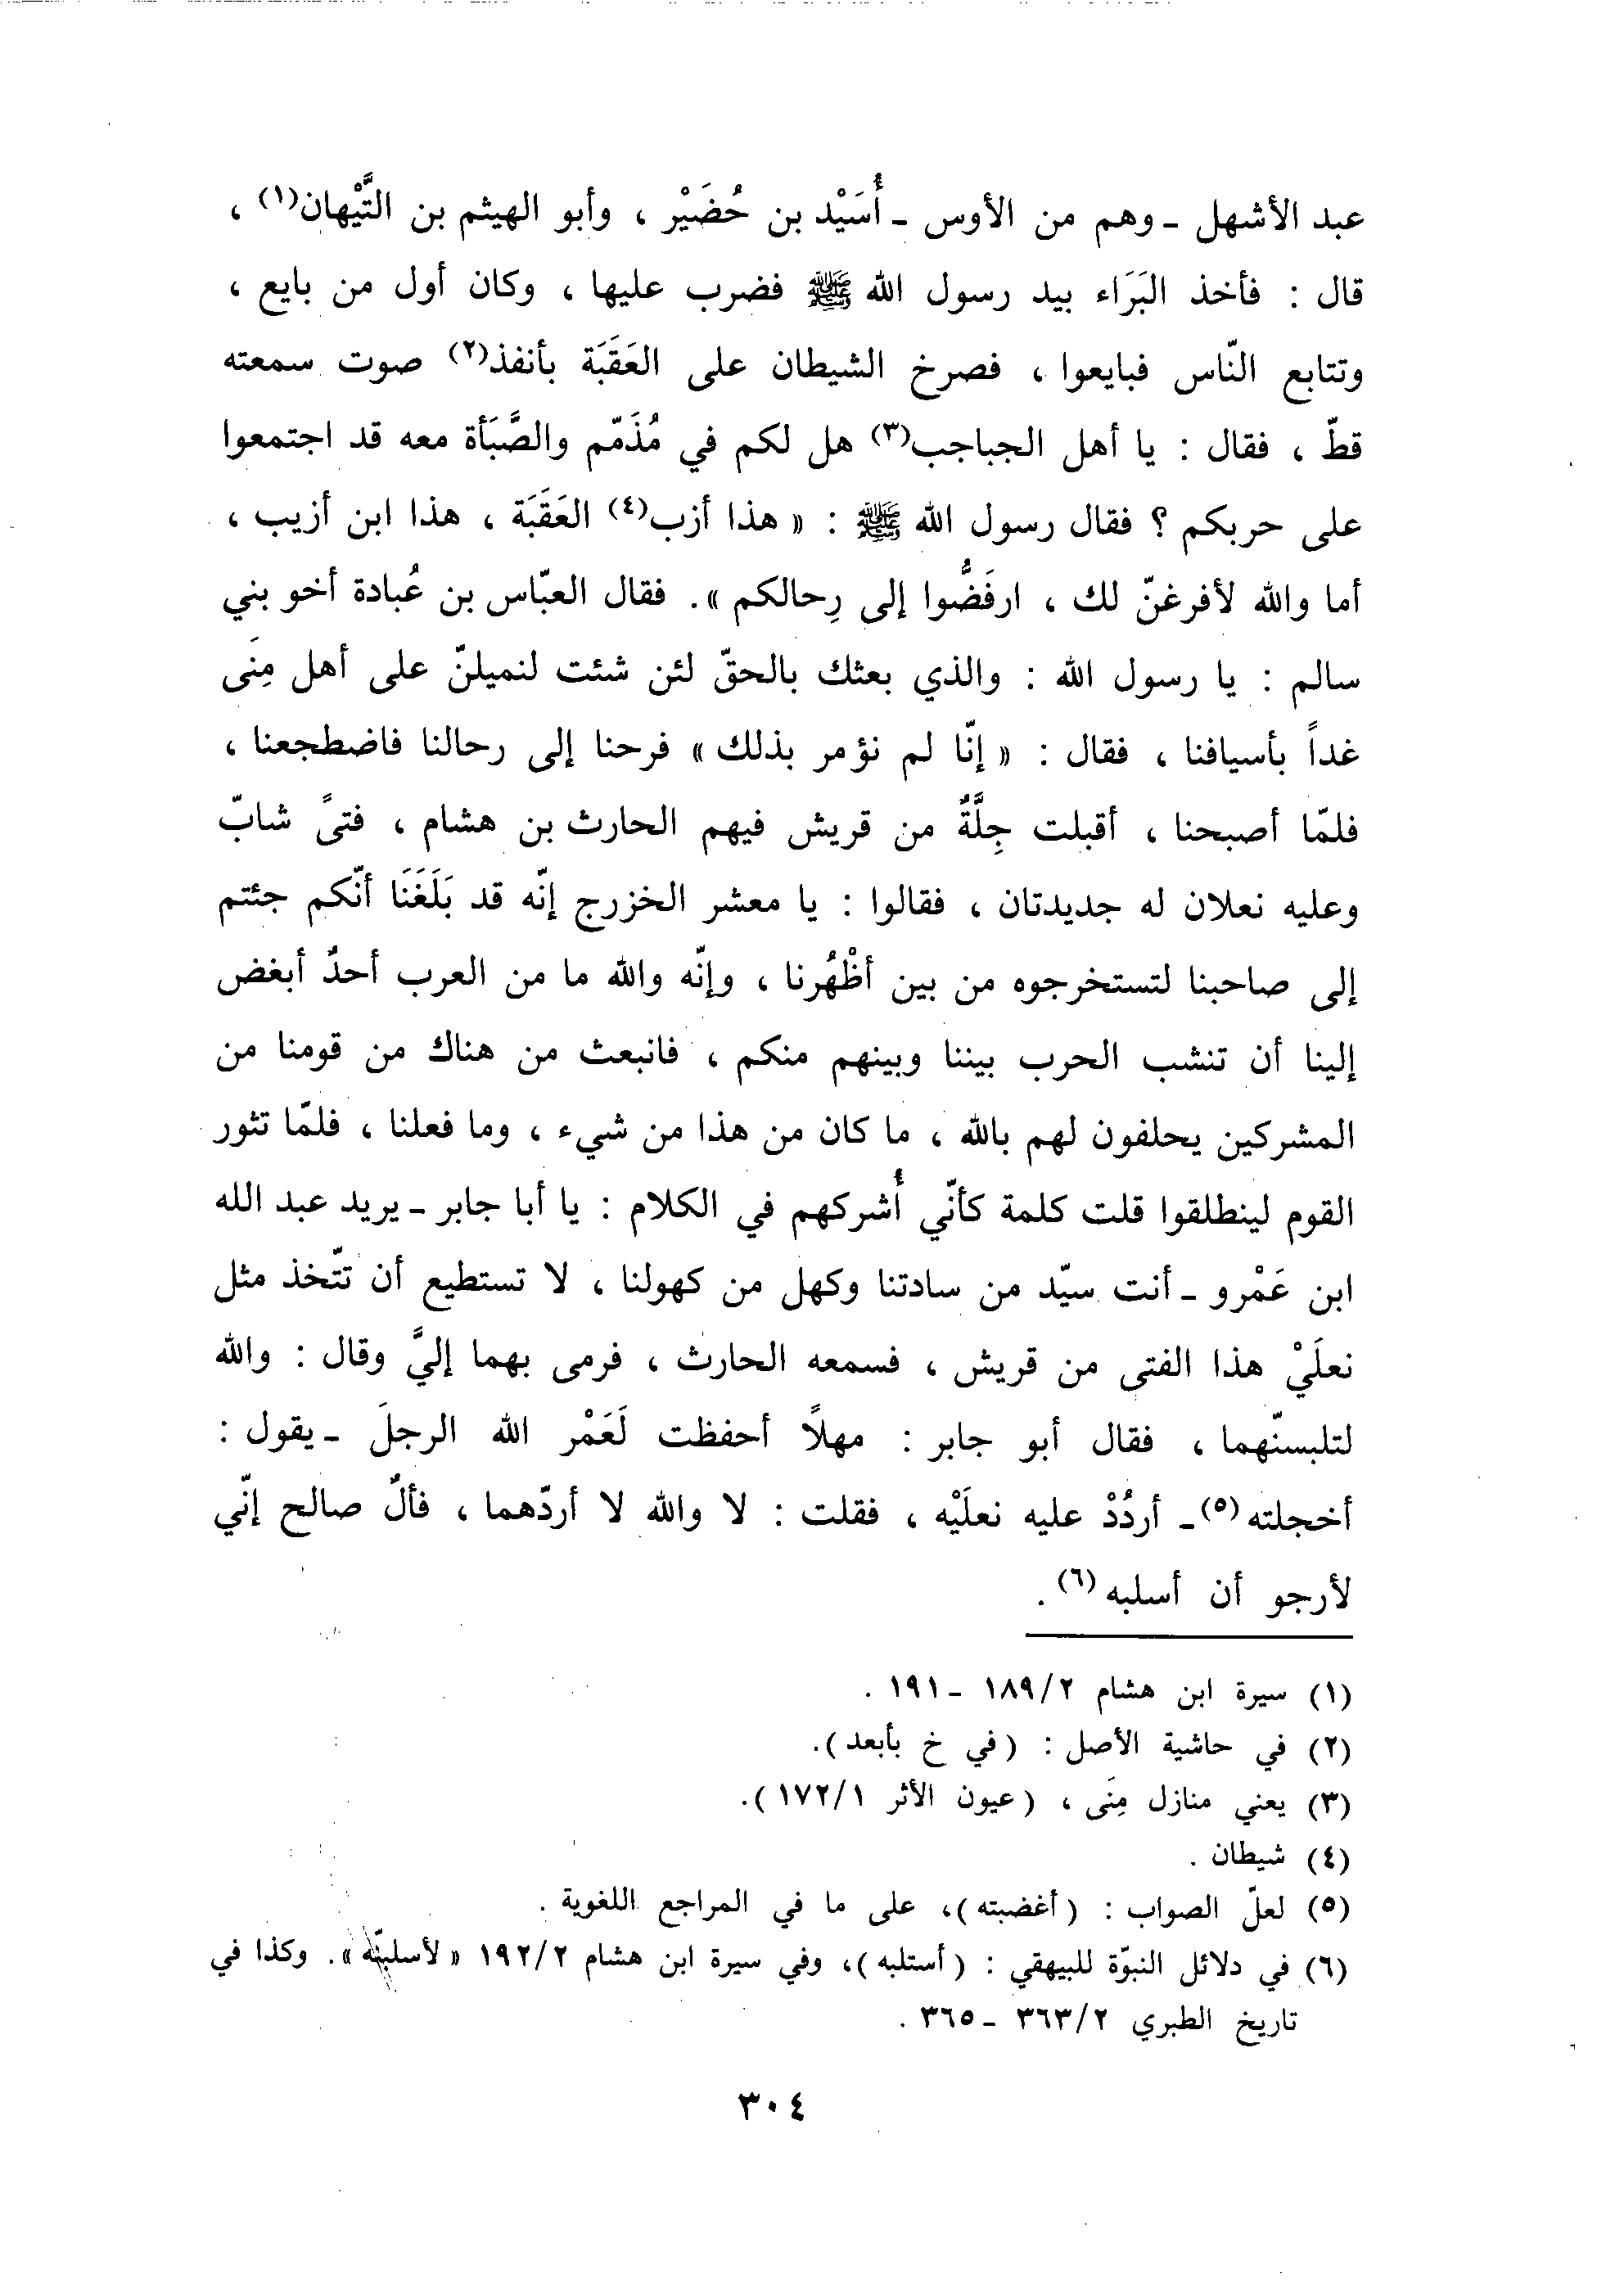 عبد الأشهل ـ وهم من الأوس ـ أُسَيْد بن حُضَيْر ، وأبو الهيثم بن التَّيْهان(١) ،
قال : فأخذ البَرَاء بيد رسول الله ﷺ فضرب عليها ، وكان أول من بايع ،
وتتابع النّاس فبايعوا ، فصرخ الشيطان على العَقَبَة بأنفذ(٢) صوت سمعته
قطّ ، فقال : يا أهل الجباجب(٣) هل لكم في مُذَمّم والصَّبَأة معه قد اجتمعوا
على حربكم ؟ فقال رسول الله ﷺ : « هذا أزب(٤) العَقَبَة ، هذا ابن أزيب ،
أما والله لأفرغنّ لك ، ارفَضُّوا إلى رِحالكم ». فقال العبّاس بن عُبادة أخو بني
سالم : يا رسول الله : والذي بعثك بالحقّ لئن شئت لنميلنّ على أهل مِنَى
غداً بأسيافنا ، فقال : « إنّا لم نؤمر بذلك » فرحنا إلى رحالنا فاضطجعنا ،
فلمّا أصبحنا ، أقبلت جِلَّةٌ من قريش فيهم الحارث بن هشام ، فتىً شابّ
وعليه نعلان له جديدتان ، فقالوا : يا معشر الخزرج إنّه قد بَلَغَنَا أنّكم جئتم
إلى صاحبنا لتستخرجوه من بين أظْهُرنا ، وإنّه والله ما من العرب أحدٌ أبغض
إلينا أن تنشب الحرب بيننا وبينهم منكم ، فانبعث من هناك من قومنا من
المشركين يحلفون لهم بالله ، ما كان من هذا من شيء ، وما فعلنا ، فلمّا تثور
القوم لينطلقوا قلت كلمة كأنّي أُشركهم في الكلام : يا أبا جابر ـ يريد عبد الله
ابن عَمْرو ـ أنت سيّد من سادتنا وكهل من كهولنا ، لا تستطيع أن تتّخذ مثل
نعلَيْ هذا الفتى من قريش ، فسمعه الحارث ، فرمى بهما إليَّ وقال : والله
لتلبسنّهما ، فقال أبو جابر : مهلاً أحفظت لَعَمْر الله الرجلَ ـ يقول :
أخجلته(٥) ـ أردُدْ عليه نعلَيْه ، فقلت : لا والله لا أردّهما ، فألٌ صالح إنّي
لأرجو أن أسلبه(٦) .
(١) سيرة ابن هشام ١٨٩/٢ ـ ١٩١ .
(٢) في حاشية الأصل : ( في خ بأبعد ).
(٣) يعني منازل مِنَى ، ( عيون الأثر ١٧٢/١ ).
(٤) شيطان .
(٥) لعلّ الصواب : ( أغضبته )، على ما في المراجع اللغوية .
(٦) في دلائل النبوّة للبيهقي : ( أستلبه )، وفي سيرة ابن هشام ١٩٢/٢ « لأسلبنّه ». وكذا في
تاريخ الطبري ٣٦٣/٢ ـ ٣٦٥ .
٣٠٤